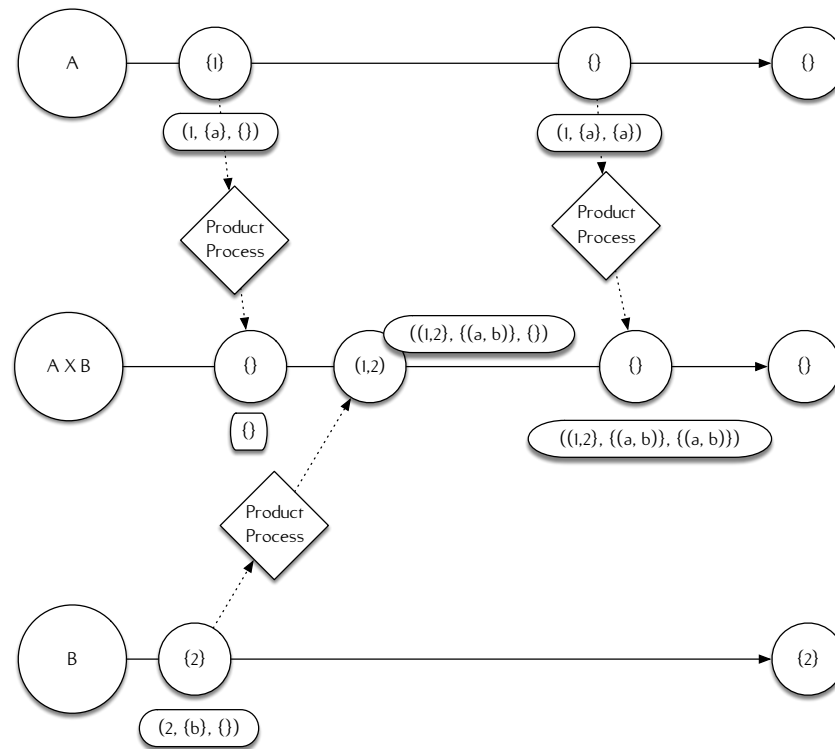 A
{1}
{}
{}
(1, {a}, {})
(1, {a}, {a})
Product
Process
Product
Process
A X B
{}
(1,2)
((1,2}, {(a, b)}, {})
{}
{}
{}
((1,2}, {(a, b)}, {(a, b)})
Product
Process
B
{2}
{2}
(2, {b}, {})